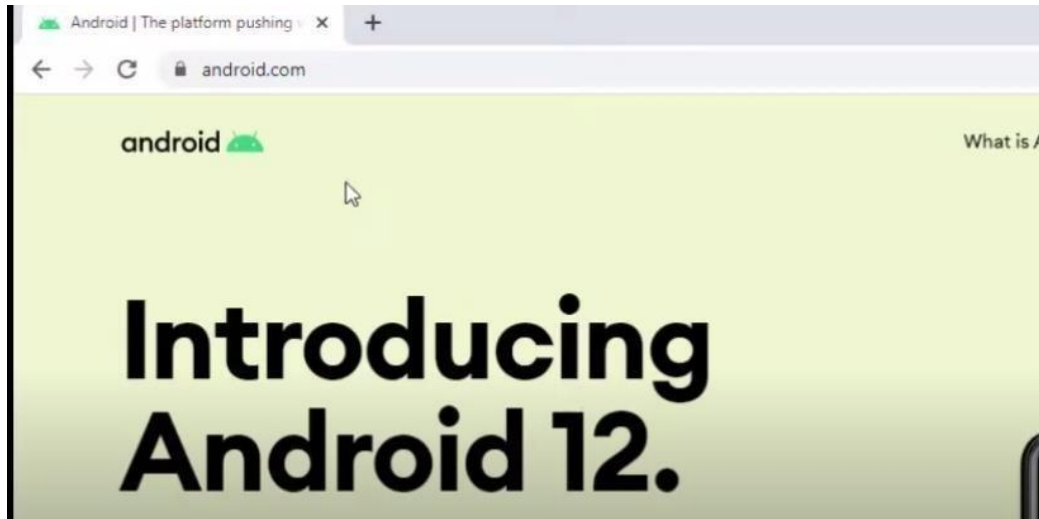 Android | The platform pushing
android.com
android
What is
Introducing
Android 12.